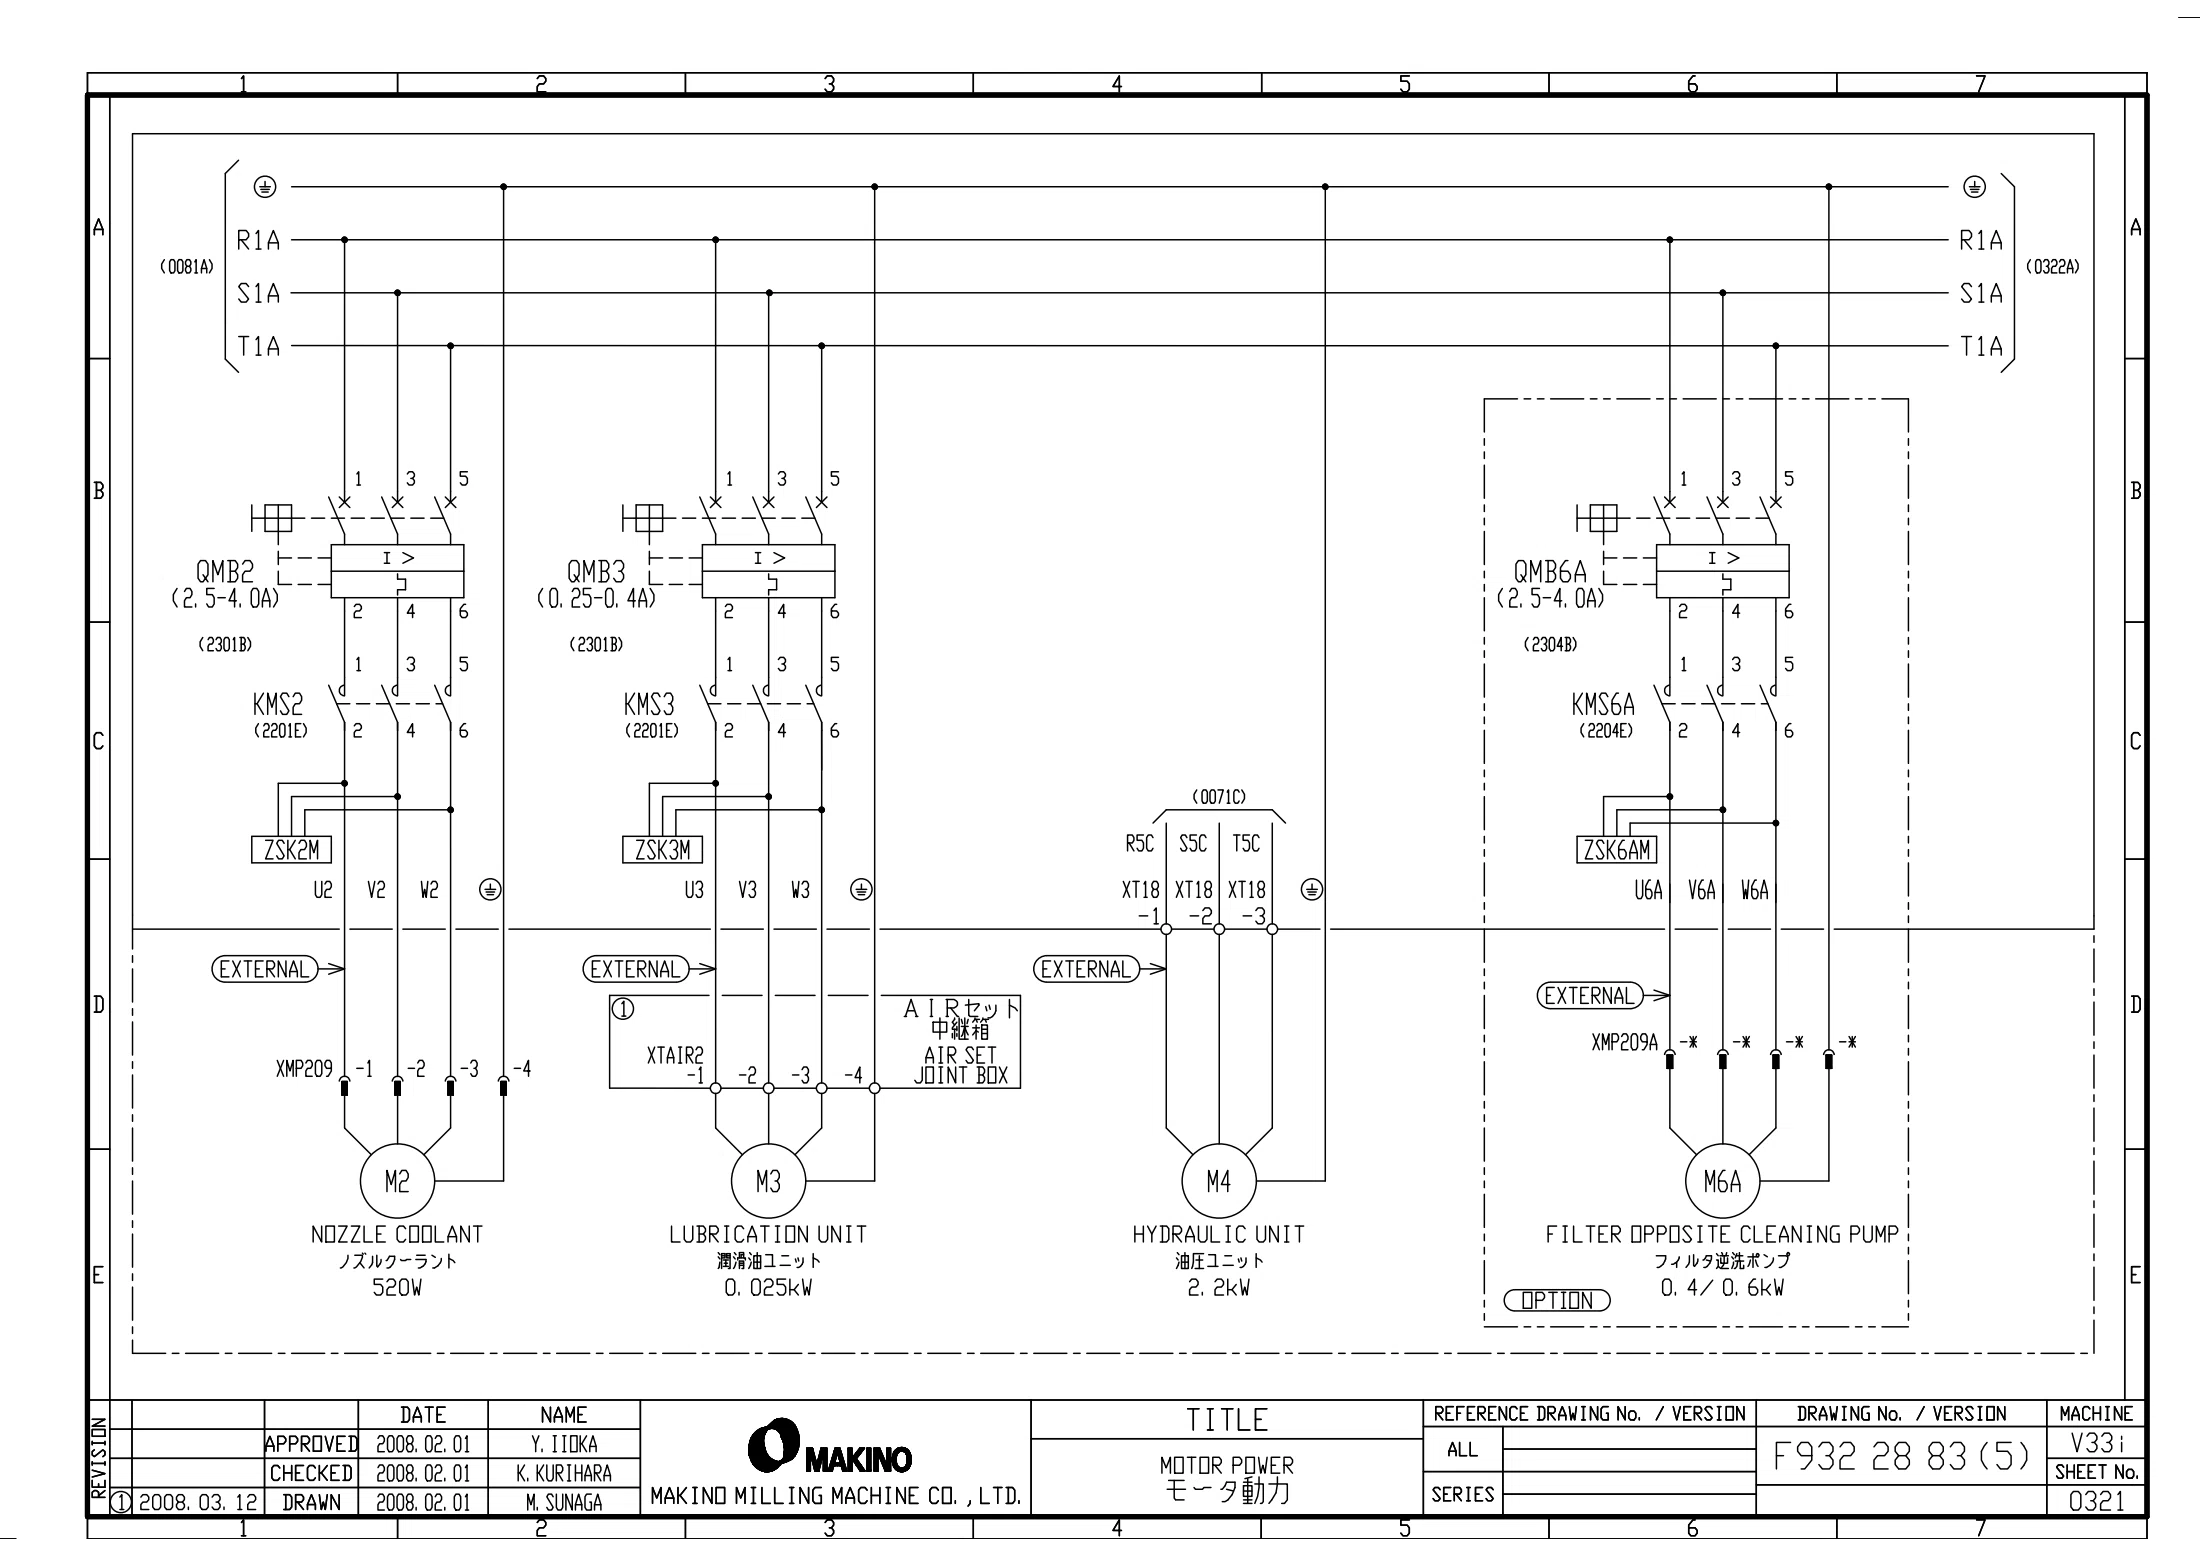 1 2 3 4 5 6 7
A A
R1A R1A
(0081A) (0322A)
S1A S1A
T1A T1A
B B
1 3 5 1 3 5 1 3 5
I > I > I >
QMB2 QMB3 QMB6A
(2.5-4.0A) (0.25-0.4A) (2.5-4.0A)
2 4 6 2 4 6 2 4 6
(2301B) (2301B) (2304B)
1 3 5 1 3 5 1 3 5
KMS2 KMS3 KMS6A
(2201E) 2 4 6 (2201E) 2 4 6 (2204E) 2 4 6
C C
(0071C)
R5C S5C T5C
ZSK2M ZSK3M ZSK6AM
U2 V2 W2 U3 V3 W3 XT18 XT18 XT18 U6A V6A W6A
-1 -2 -3
EXTERNAL EXTERNAL EXTERNAL
EXTERNAL
D D
① AIRセット
中継箱
XTAIR2 AIR SET
-1 -2 -3 -4 JOINT BOX
XMP209A -* -* -* -*
XMP209 -1 -2 -3 -4
M2 M3 M4 M6A
NOZZLE COOLANT LUBRICATION UNIT HYDRAULIC UNIT FILTER OPPOSITE CLEANING PUMP
ノズルクーラント 潤滑油ユニット 油圧ユニット フィルタ逆洗ポンプ
520W 0.025kW 2.2kW 0.4/0.6kW
E E
OPTION
REVISION
DATE NAME
APPROVED 2008.02.01 Y. IIOKA
CHECKED 2008.02.01 K. KURIHARA
① 2008.03.12 DRAWN 2008.02.01 M. SUNAGA
MAKINO
MAKINO MILLING MACHINE CO.,LTD.
TITLE
MOTOR POWER
モータ動力
REFERENCE DRAWING No. / VERSION
ALL
SERIES
DRAWING No. / VERSION
F932 28 83(5)
MACHINE
V33i
SHEET No.
0321
1 2 3 4 5 6 7